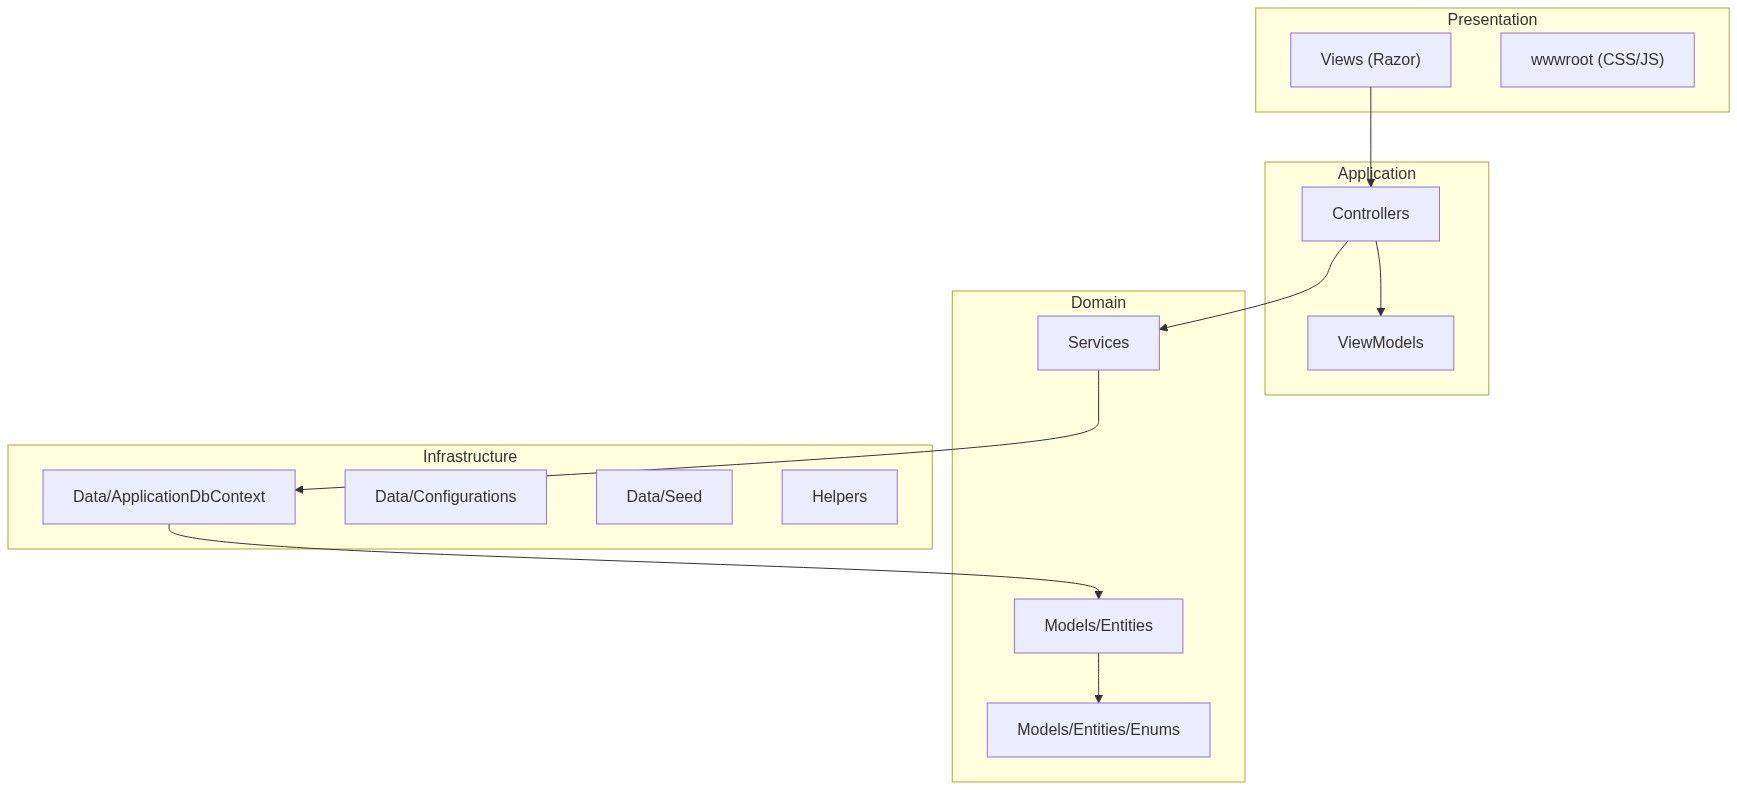 Presentation
Views (Razor)
wwwroot (CSS/JS)
Application
Controllers
Domain
Services
ViewModels
Infrastructure
Data/ApplicationDbContext
Data/Configurations
Data/Seed
Helpers
Models/Entities
Models/Entities/Enums